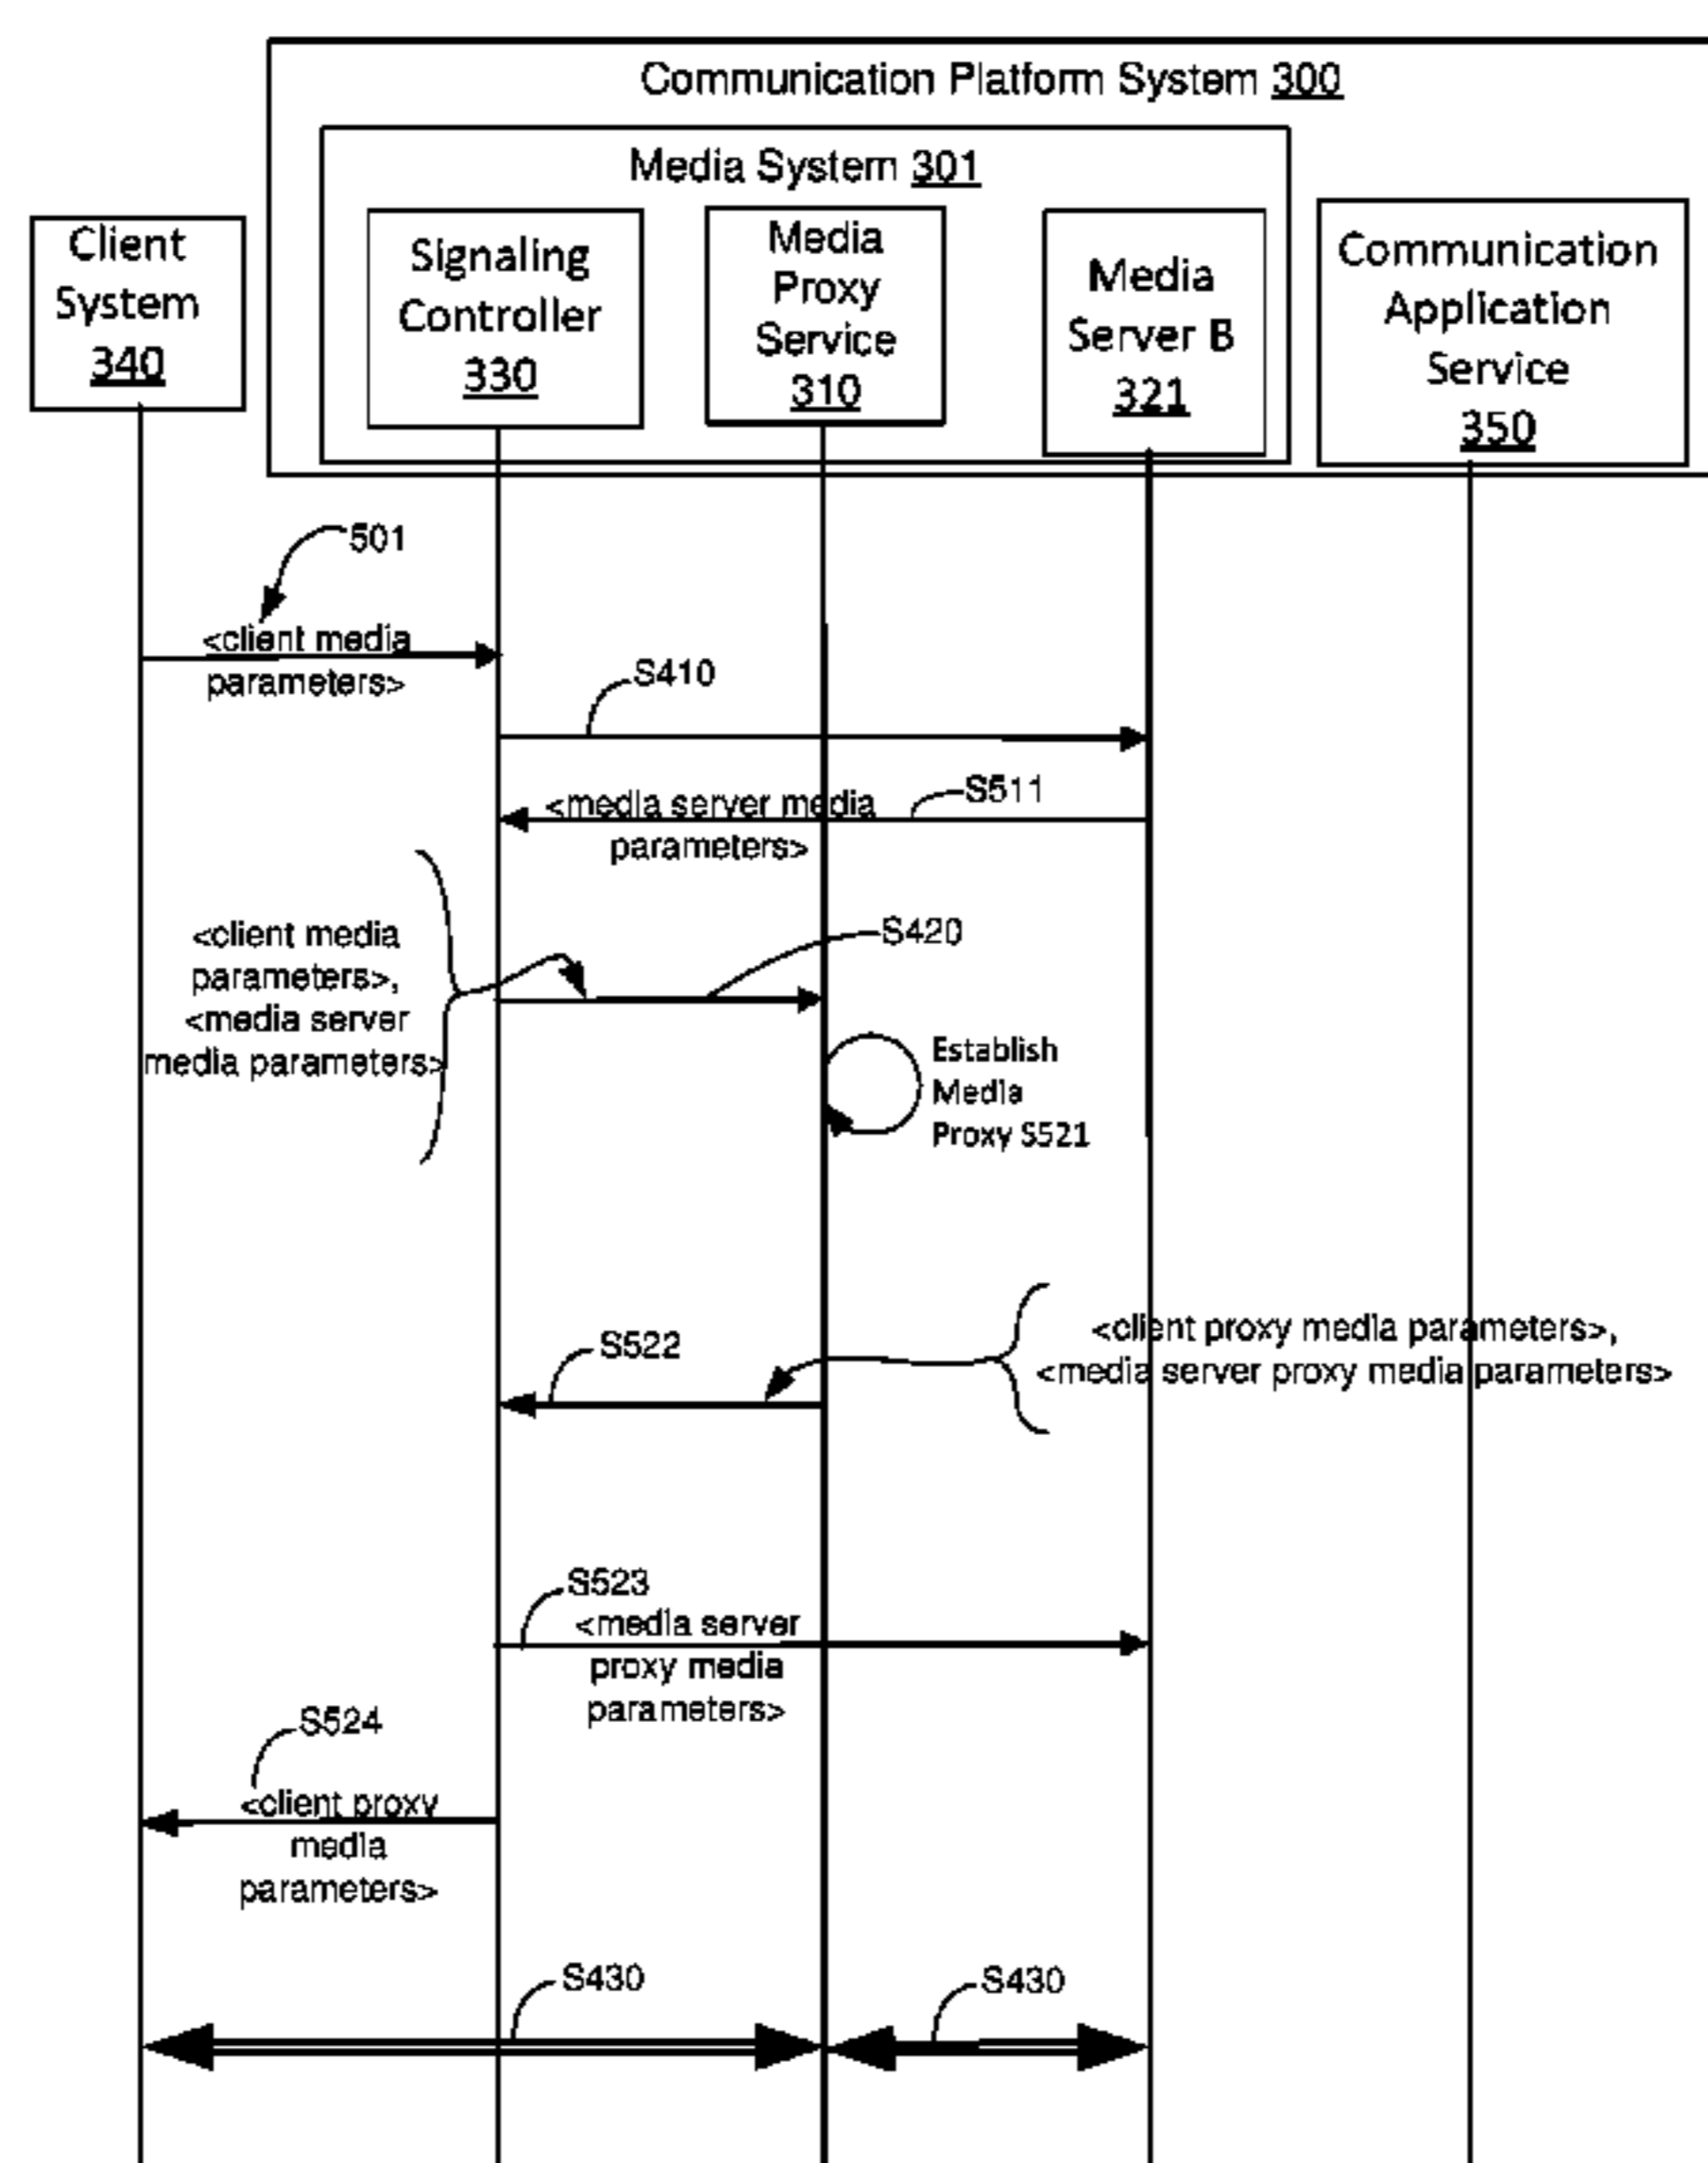 Communication Platform System 300
Media System 301
Client
System
340
Signaling
Controller
330
Media
Proxy
Service
310
Media
Server B
321
Communication
Application
Service
350
501
<client media
parameters>
S410
S511
<media server media
parameters>
S420
<client media
parameters>,
<media server
media parameters>
Establish
Media
Proxy S521
<client proxy media parameters>,
<media server proxy media parameters>
S522
S523
<media server
proxy media
parameters>
S524
<client proxy
media
parameters>
S430
S430